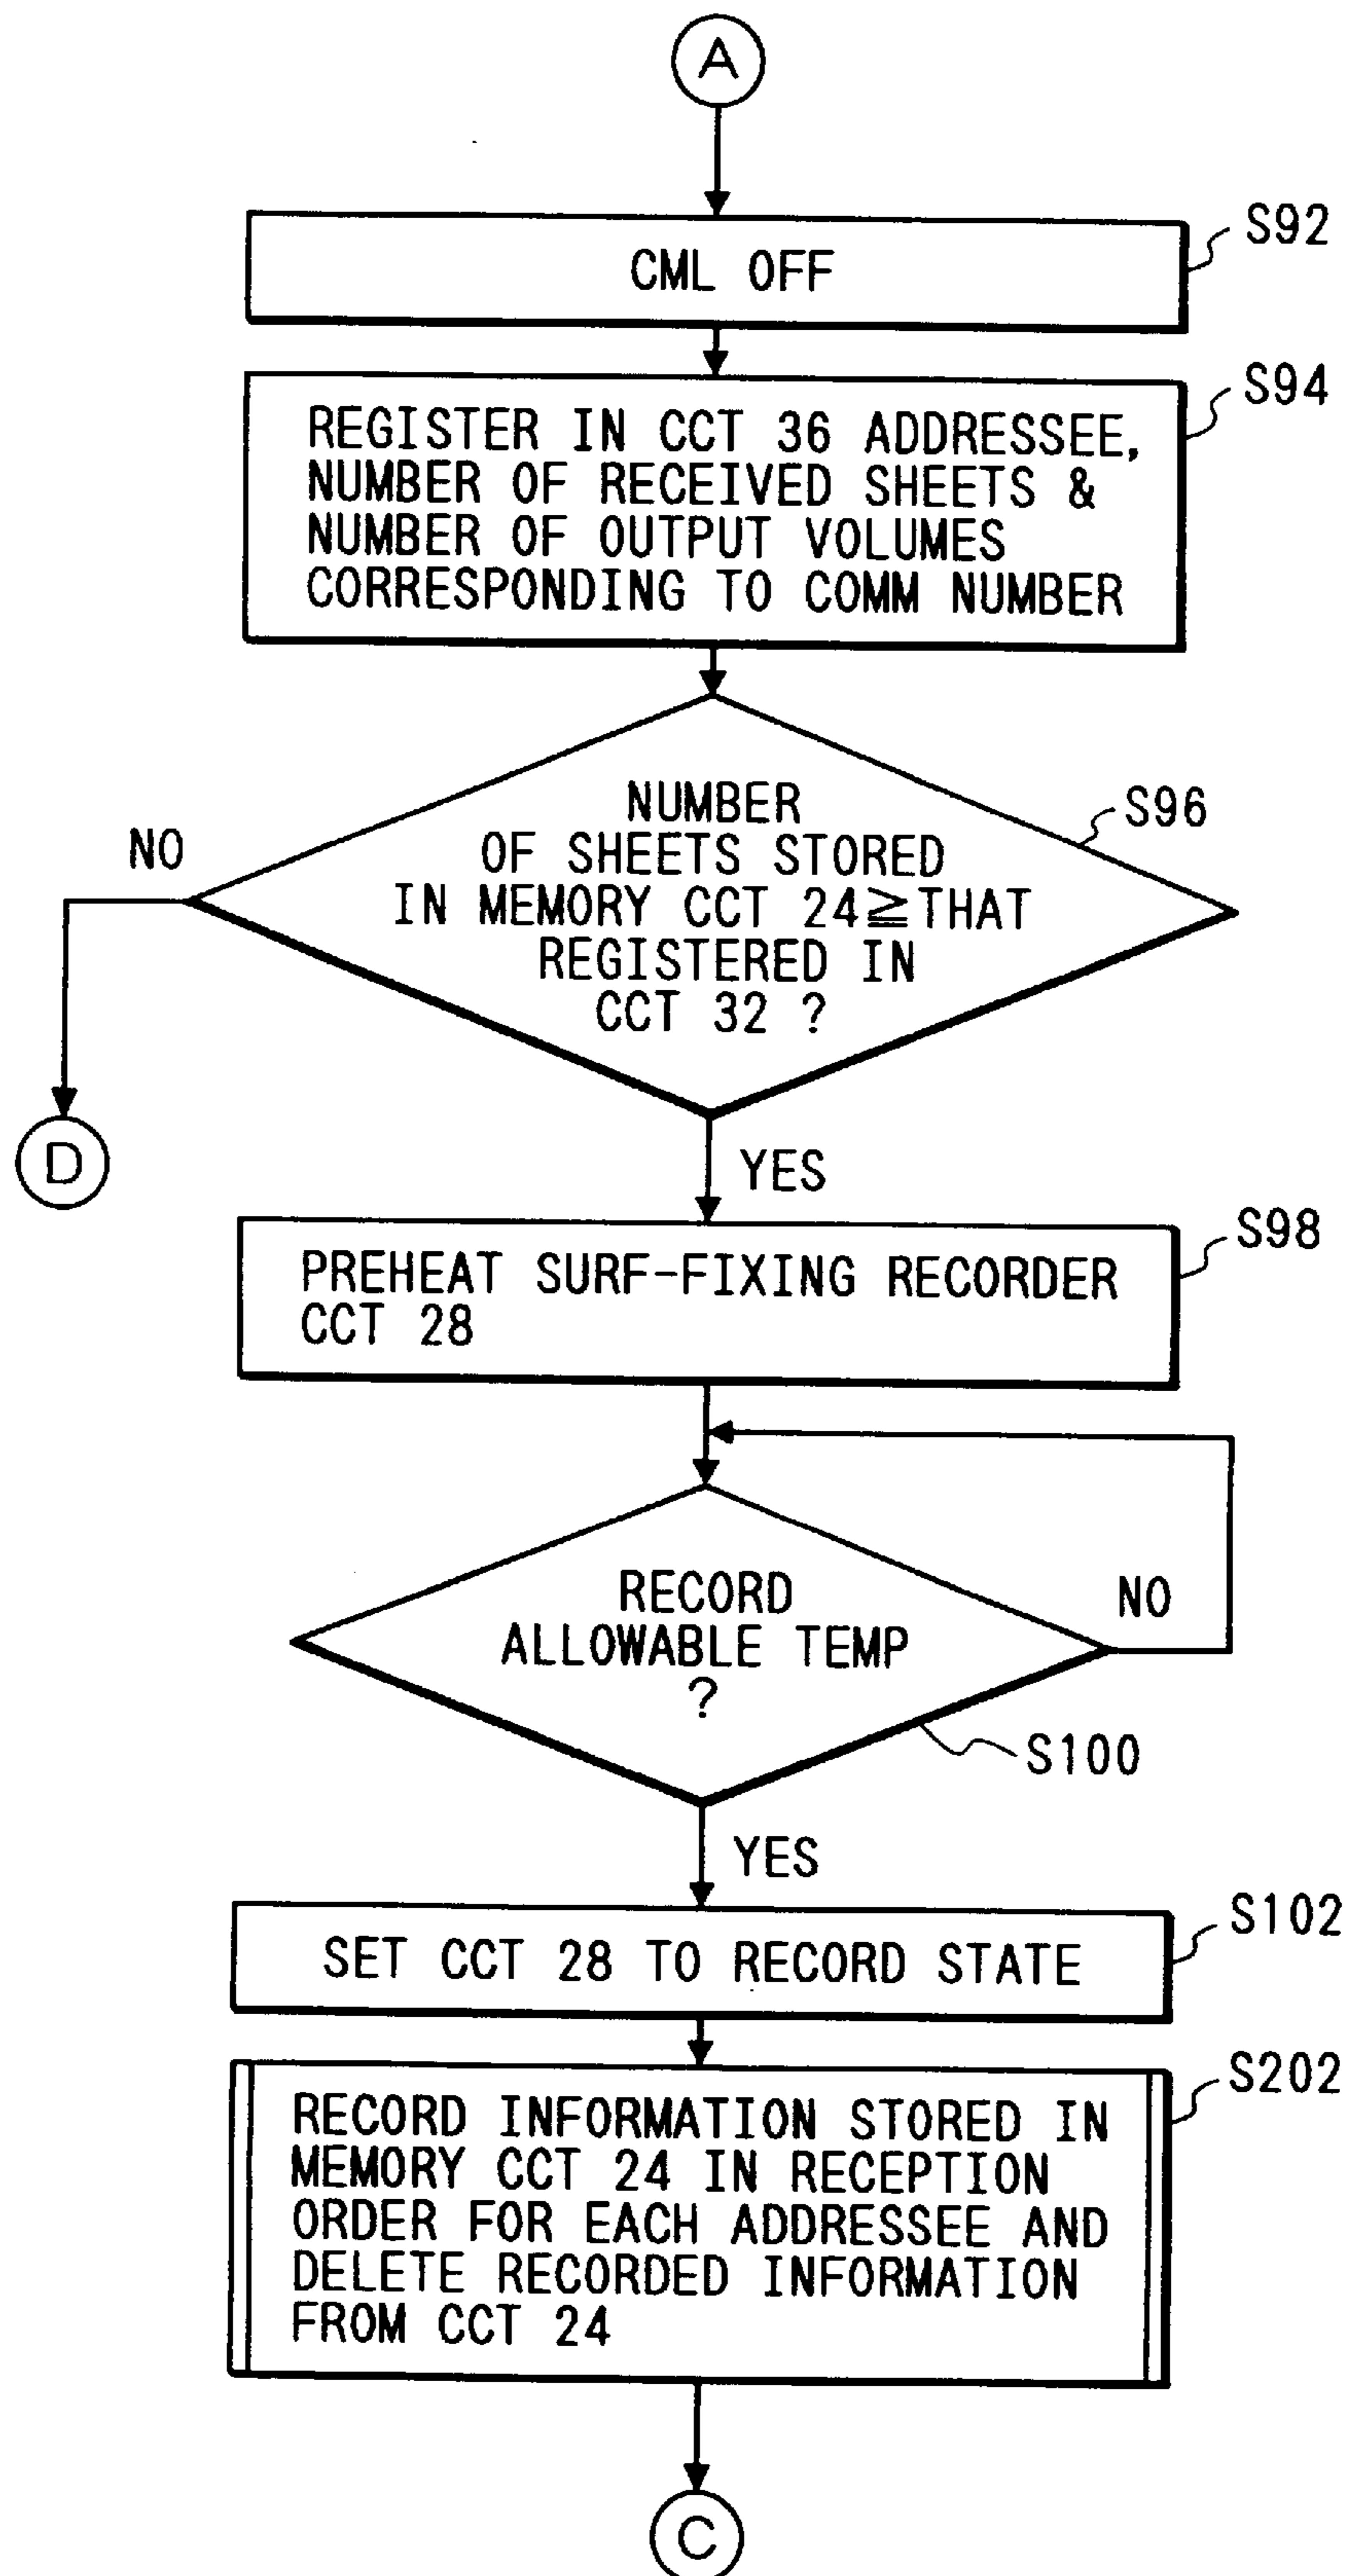 A
CML OFF
S92
REGISTER IN CCT 36 ADDRESSEE,
NUMBER OF RECEIVED SHEETS &
NUMBER OF OUTPUT VOLUMES
CORRESPONDING TO COMM NUMBER
S94
NUMBER
OF SHEETS STORED
IN MEMORY CCT 24≧THAT
REGISTERED IN
CCT 32 ?
S96
NO
D
YES
PREHEAT SURF-FIXING RECORDER
CCT 28
S98
RECORD
ALLOWABLE TEMP
?
NO
S100
YES
SET CCT 28 TO RECORD STATE
S102
RECORD INFORMATION STORED IN
MEMORY CCT 24 IN RECEPTION
ORDER FOR EACH ADDRESSEE AND
DELETE RECORDED INFORMATION
FROM CCT 24
S202
C